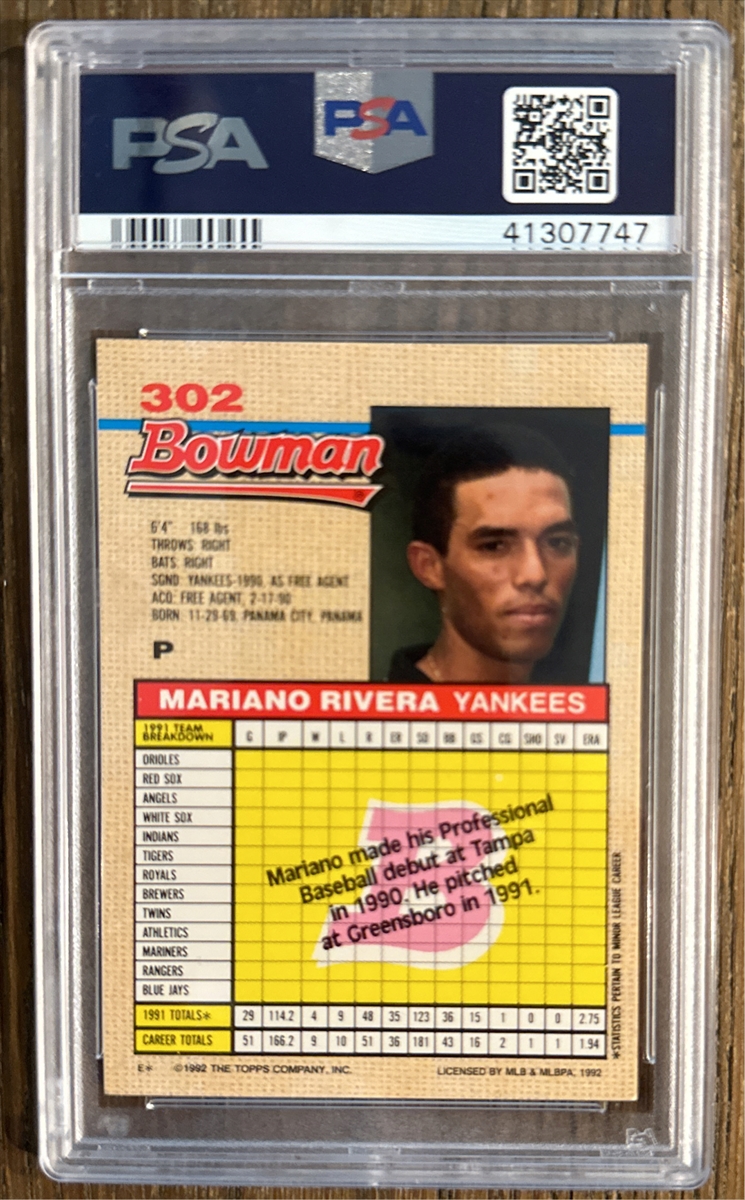 PSA
PSA
41307747
302
Bowman
6'4" 168 lbs
THROWS: RIGHT
BATS: RIGHT
SGND: YANKEES-1990, AS FREE AGENT
ACQ: FREE AGENT, 2-17-90
BORN: 11-29-69, PANAMA CITY, PANAMA
P
MARIANO RIVERA YANKEES
1991 TEAM BREAKDOWN G IP W L R ER SO BB GS CG SHO SV ERA
ORIOLES
RED SOX
ANGELS
WHITE SOX
INDIANS
TIGERS
ROYALS
BREWERS
TWINS
ATHLETICS
MARINERS
RANGERS
BLUE JAYS
B
Mariano made his Professional
Baseball debut at Tampa
in 1990. He pitched
at Greensboro in 1991.
1991 TOTALS* 29 114.2 4 9 48 35 123 36 15 1 0 0 2.75
CAREER TOTALS 51 166.2 9 10 51 36 181 43 16 2 1 1 1.94
*STATISTICS PERTAIN TO MINOR LEAGUE CAREER
E* ©1992 THE TOPPS COMPANY, INC. LICENSED BY MLB & MLBPA, 1992